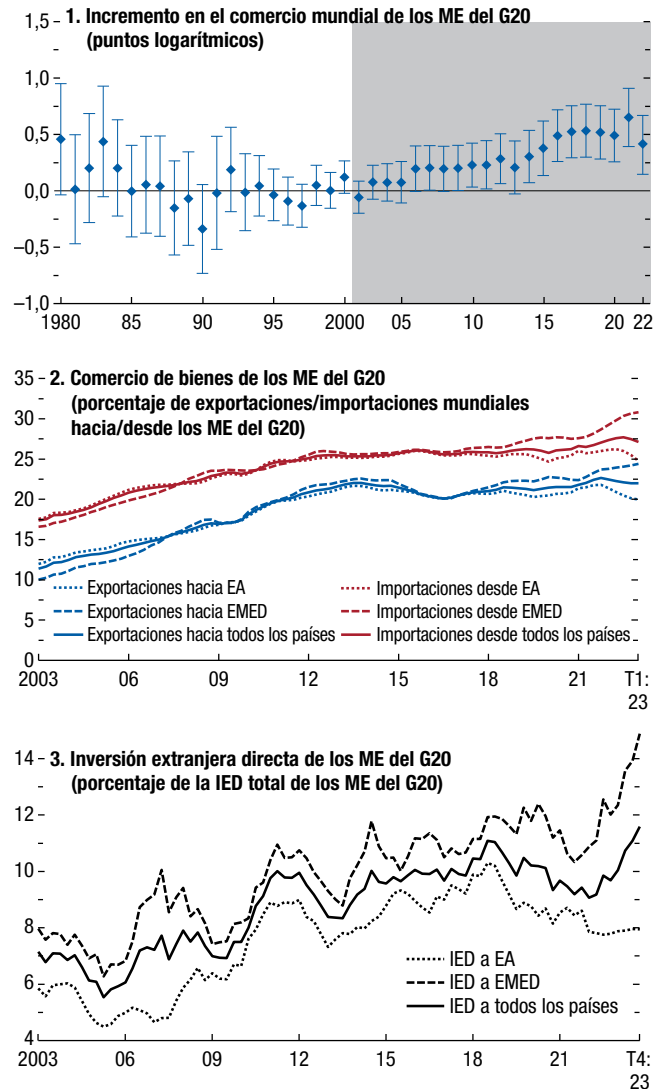 1. Incremento en el comercio mundial de los ME del G20
(puntos logarítmicos)
1,5
1,0
0,5
0,0
–0,5
–1,0
1980 85 90 95 2000 05 10 15 20 22
2. Comercio de bienes de los ME del G20
(porcentaje de exportaciones/importaciones mundiales
hacia/desde los ME del G20)
35
30
25
20
15
10
5
0
Exportaciones hacia EA
Exportaciones hacia EMED
Exportaciones hacia todos los países
Importaciones desde EA
Importaciones desde EMED
Importaciones desde todos los países
2003 06 09 12 15 18 21 T1:
23
3. Inversión extranjera directa de los ME del G20
(porcentaje de la IED total de los ME del G20)
14
12
10
8
6
4
IED a EA
IED a EMED
IED a todos los países
2003 06 09 12 15 18 21 T4:
23